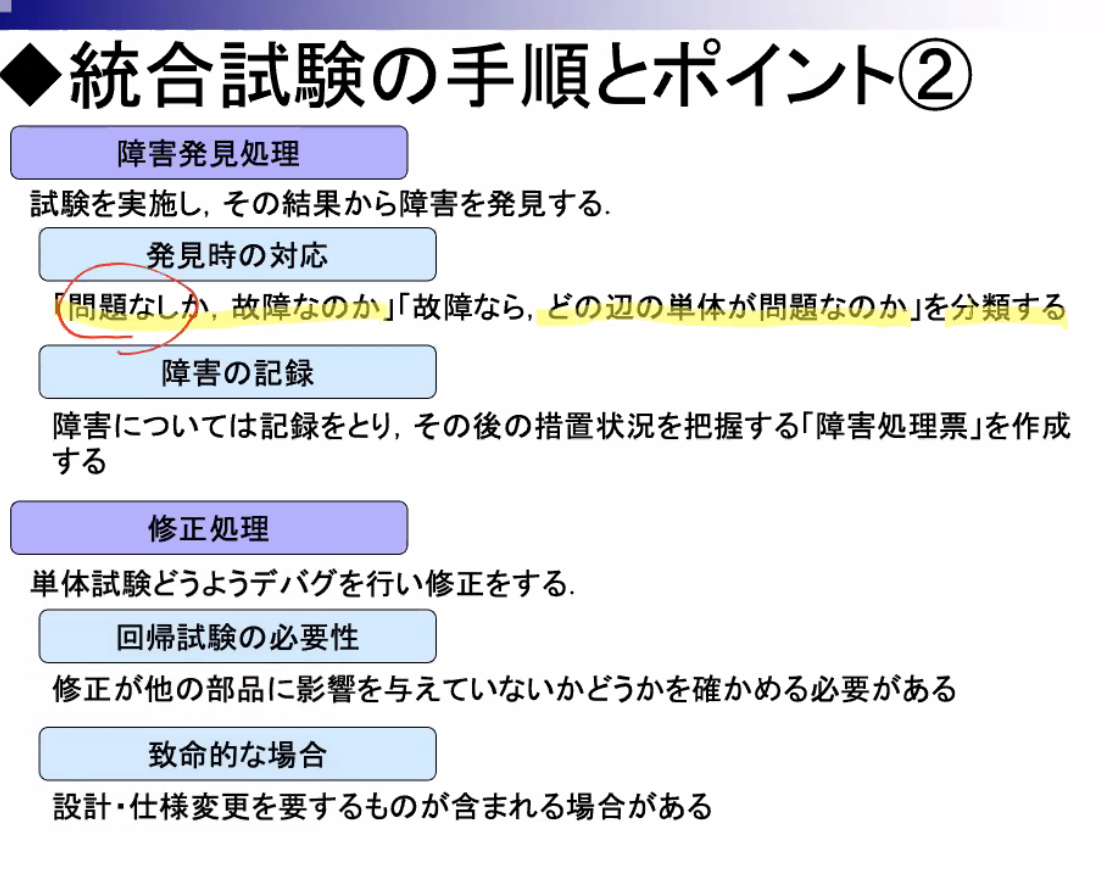 ◆統合試験の手順とポイント②
障害発見処理
試験を実施し, その結果から障害を発見する.
発見時の対応
「問題なしか, 故障なのか」「故障なら, どの辺の単体が問題なのか」を分類する
障害の記録
障害については記録をとり, その後の措置状況を把握する「障害処理票」を作成
する
修正処理
単体試験どうようデバグを行い修正をする.
回帰試験の必要性
修正が他の部品に影響を与えていないかどうかを確かめる必要がある
致命的な場合
設計・仕様変更を要するものが含まれる場合がある